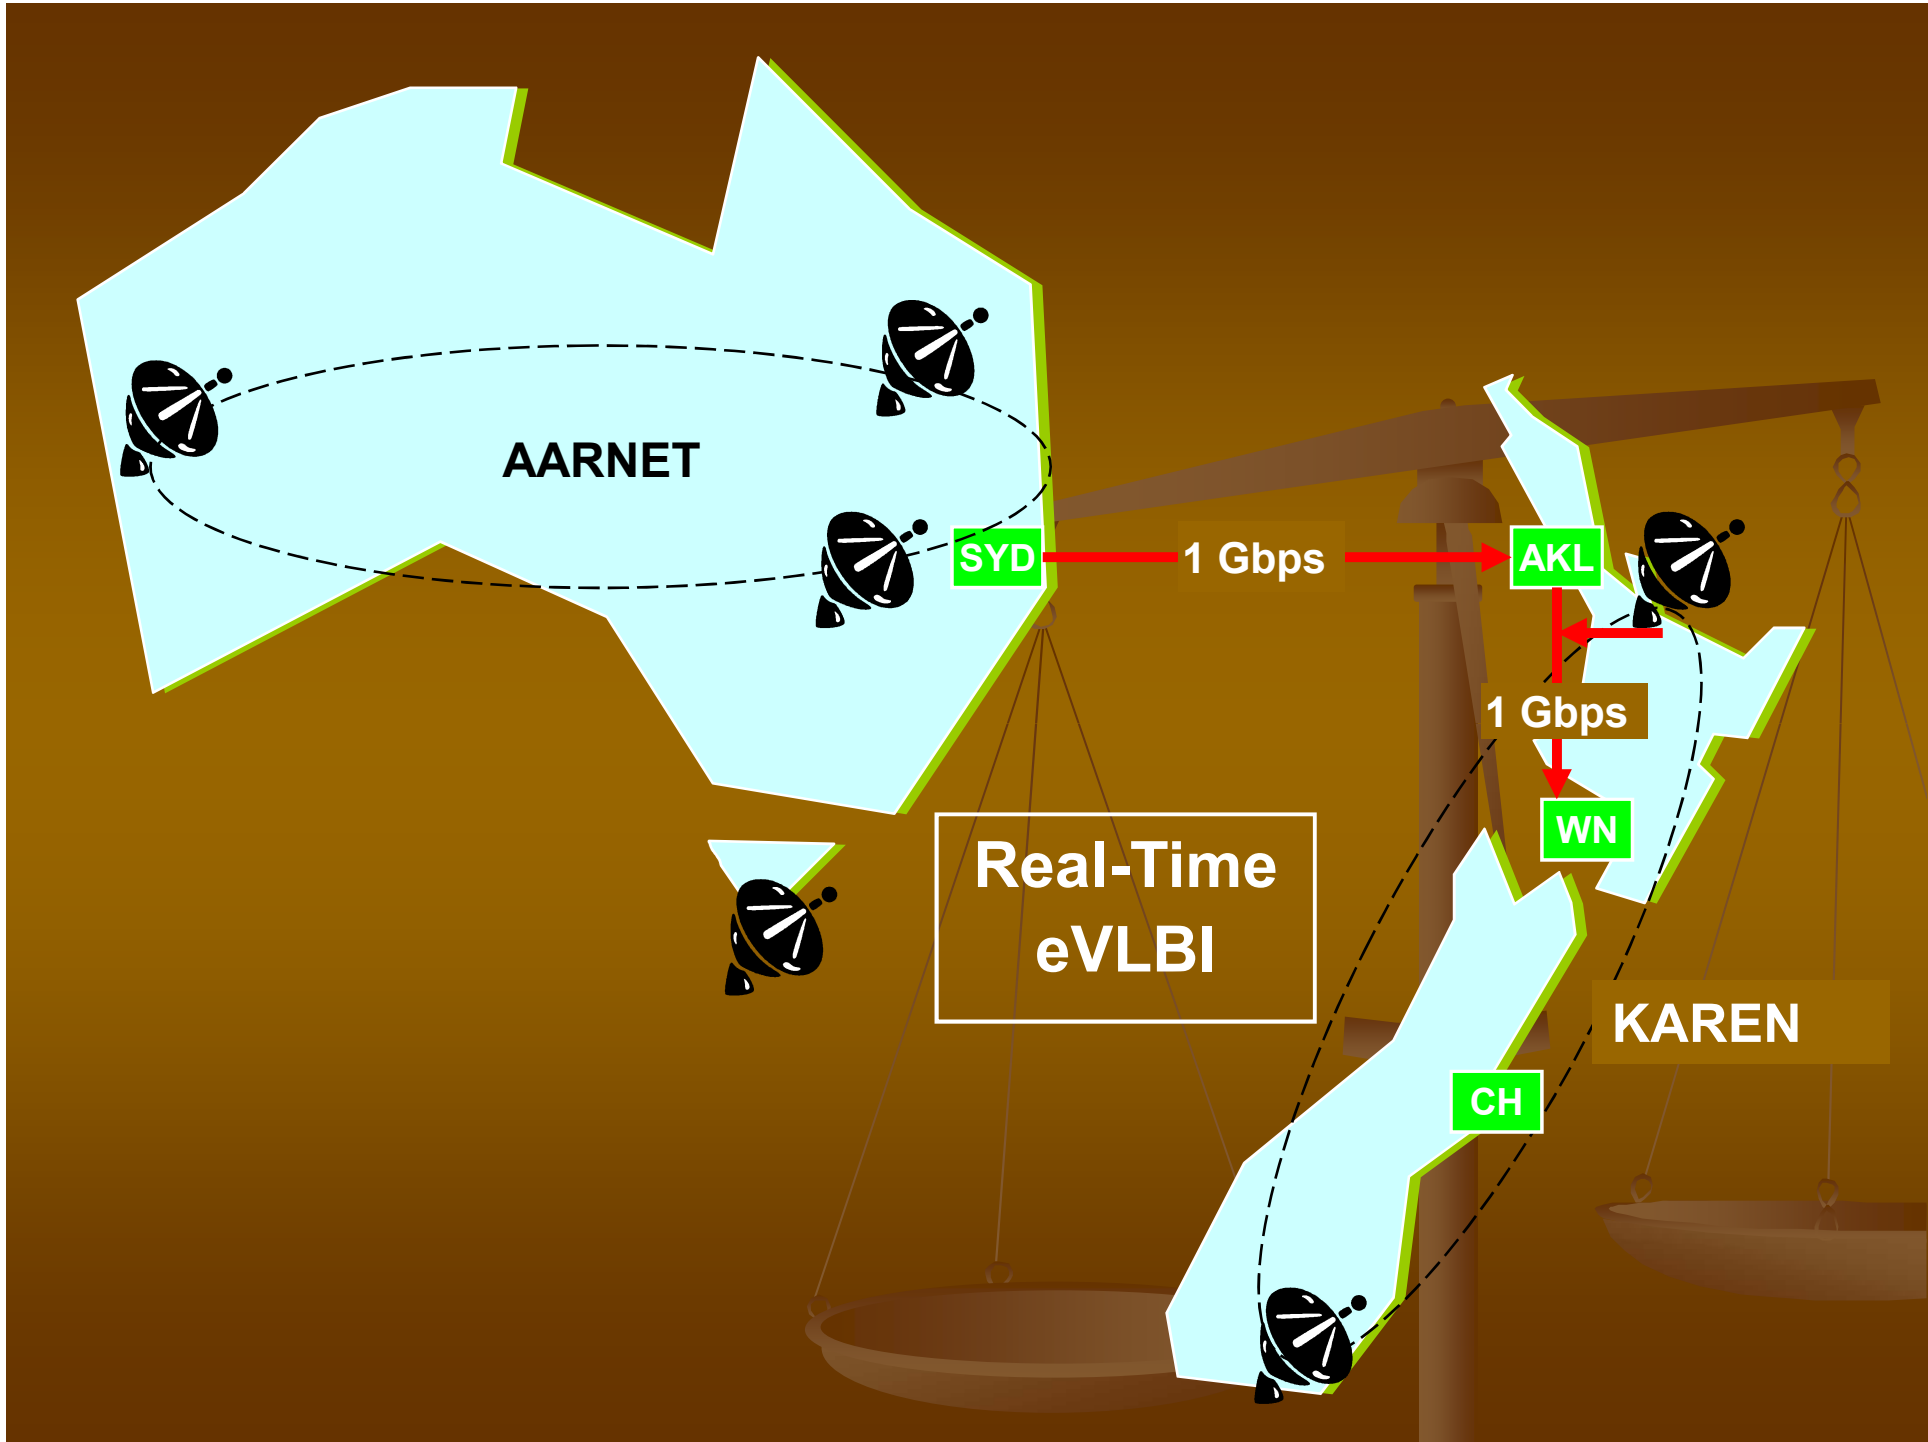 AARNET
SYD
1 Gbps
AKL
1 Gbps
WN
Real-Time
eVLBI
KAREN
CH